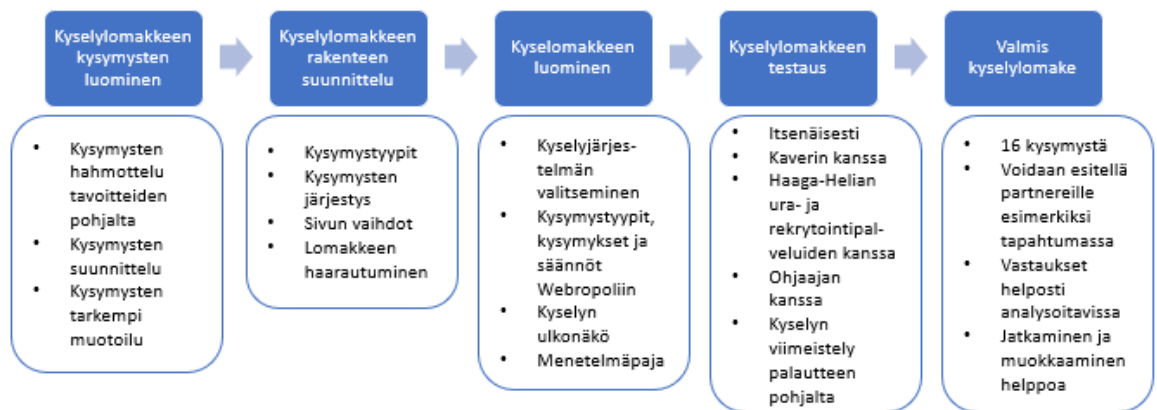 Kyselylomakkeen
kysymysten
luominen
Kyselylomakkeen
rakenteen
suunnittelu
Kyselomakkeen
luominen
Kyselylomakkeen
testaus
Valmis
kyselylomake
• Kysymysten
hahmottelu
tavoitteiden
pohjalta
• Kysymysten
suunnittelu
• Kysymysten
tarkempi
muotoilu
• Kysymystyypit
• Kysymysten
järjestys
• Sivun vaihdot
• Lomakkeen
haarautuminen
• Kyselyjärjes-
telmän
valitseminen
• Kysymystyypit,
kysymykset ja
säännöt
Webropoliin
• Kyselyn
ulkonäkö
• Menetelmäpaja
• Itsenäisesti
• Kaverin kanssa
• Haaga-Helian
ura- ja
rekrytointipal-
veluiden kanssa
• Ohjaajan
kanssa
• Kyselyn
viimeistely
palautteen
pohjalta
• 16 kysymystä
• Voidaan esitellä
partnereille
esimerkiksi
tapahtumassa
• Vastaukset
helposti
analysoitavissa
• Jatkaminen ja
muokkaaminen
helppoa